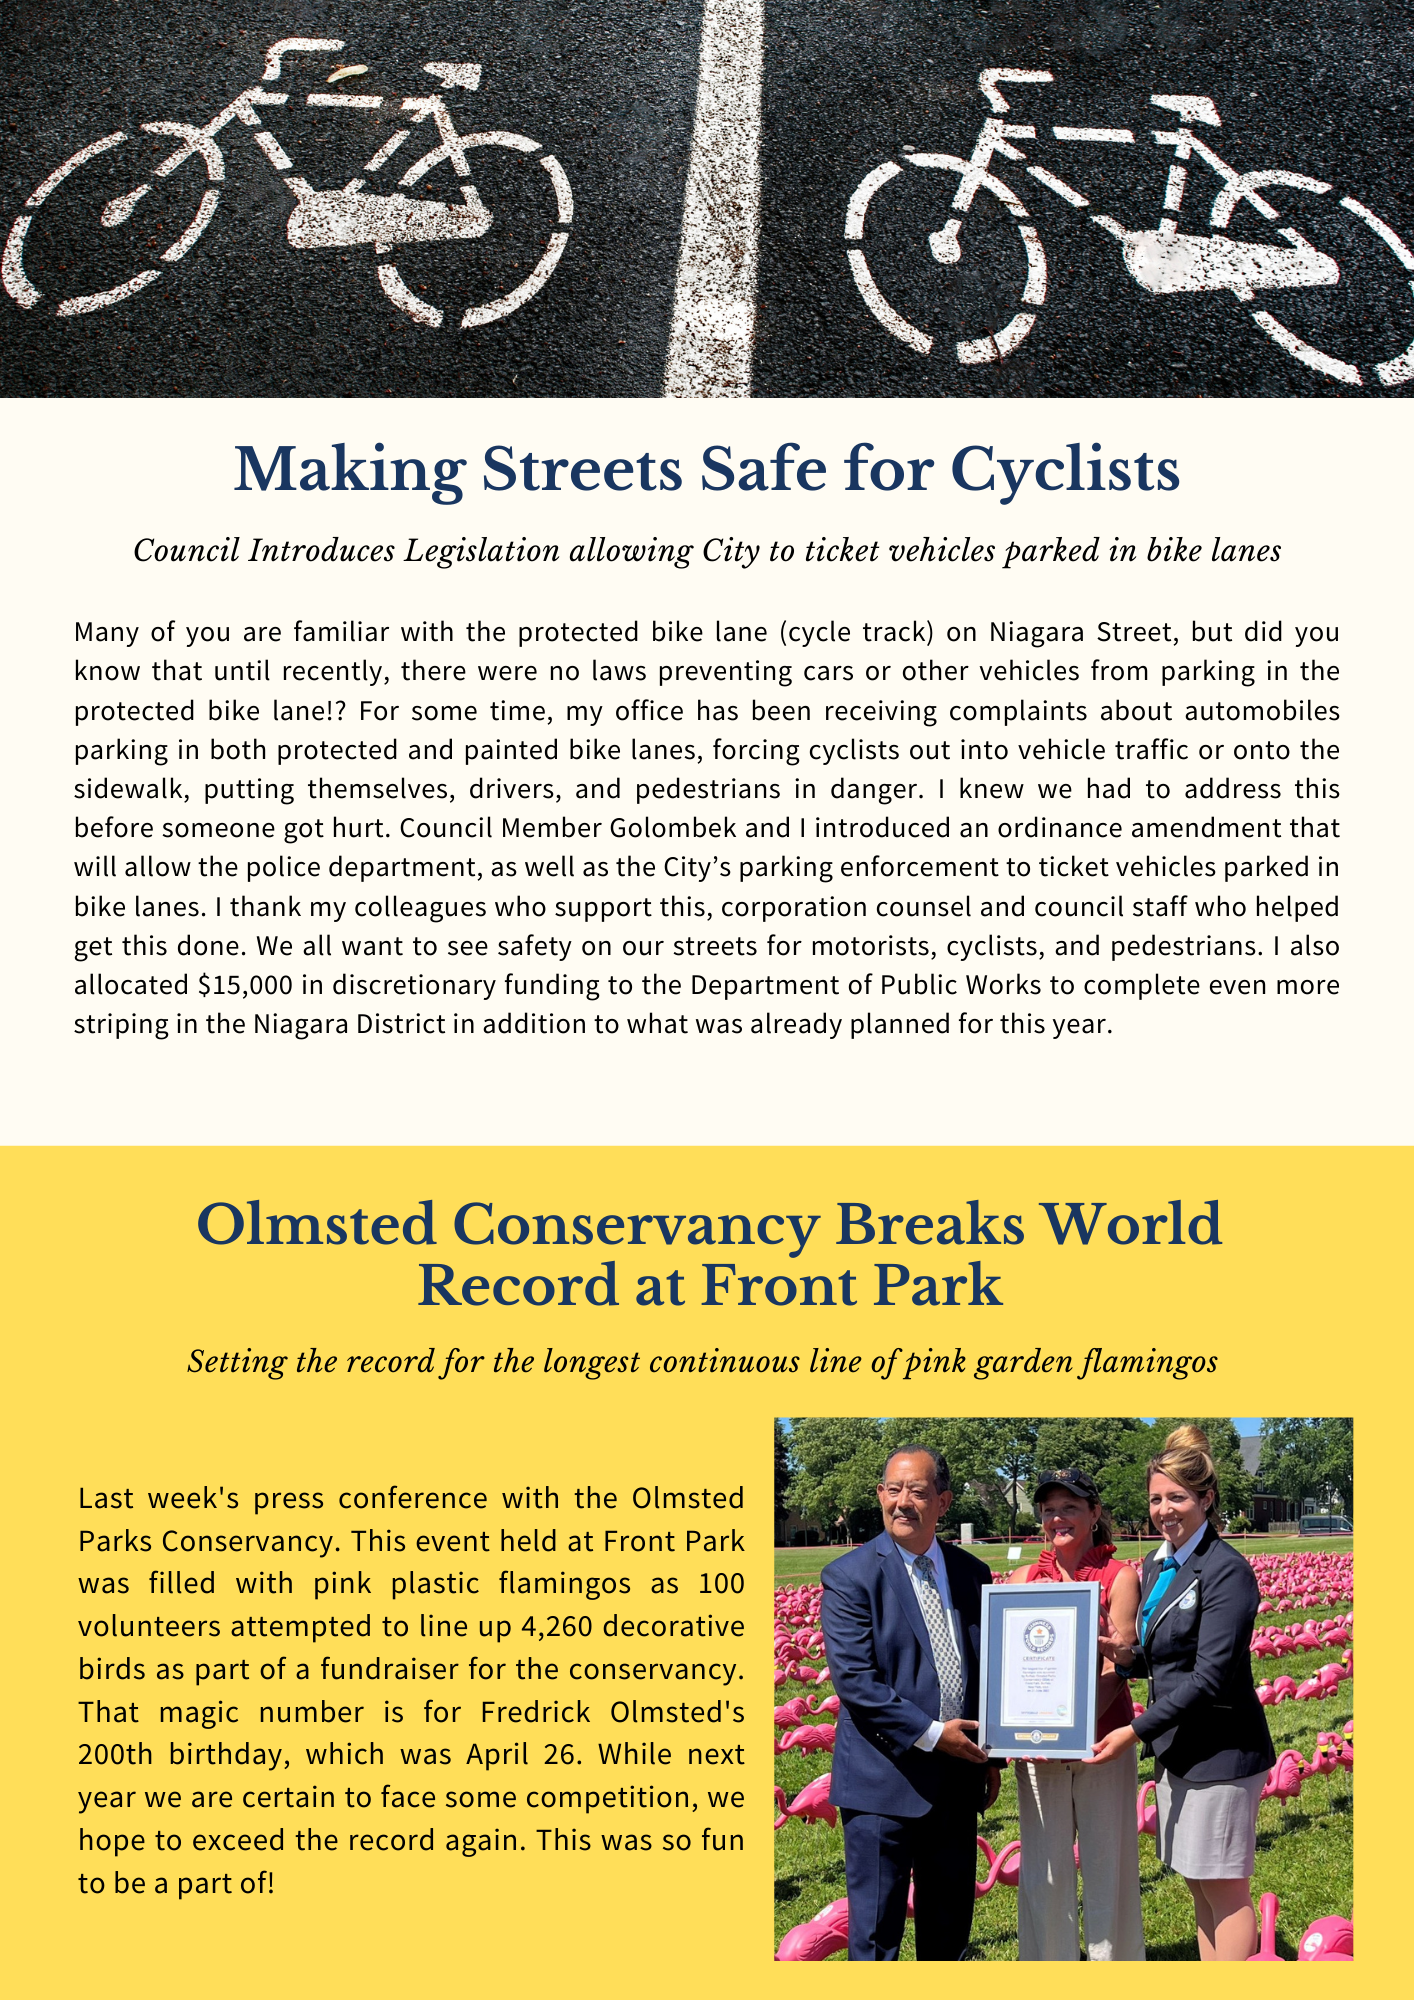 Making Streets Safe for Cyclists
Council Introduces Legislation allowing City to ticket vehicles parked in bike lanes
Many of you are familiar with the protected bike lane (cycle track) on Niagara Street, but did you
know that until recently, there were no laws preventing cars or other vehicles from parking in the
protected bike lane!? For some time, my office has been receiving complaints about automobiles
parking in both protected and painted bike lanes, forcing cyclists out into vehicle traffic or onto the
sidewalk, putting themselves, drivers, and pedestrians in danger. I knew we had to address this
before someone got hurt. Council Member Golombek and I introduced an ordinance amendment that
will allow the police department, as well as the City’s parking enforcement to ticket vehicles parked in
bike lanes. I thank my colleagues who support this, corporation counsel and council staff who helped
get this done. We all want to see safety on our streets for motorists, cyclists, and pedestrians. I also
allocated $15,000 in discretionary funding to the Department of Public Works to complete even more
striping in the Niagara District in addition to what was already planned for this year.
Olmsted Conservancy Breaks World
Record at Front Park
Setting the record for the longest continuous line of pink garden flamingos
Last week's press conference with the Olmsted
Parks Conservancy. This event held at Front Park
was filled with pink plastic flamingos as 100
volunteers attempted to line up 4,260 decorative
birds as part of a fundraiser for the conservancy.
That magic number is for Fredrick Olmsted's
200th birthday, which was April 26. While next
year we are certain to face some competition, we
hope to exceed the record again. This was so fun
to be a part of!
CERTIFICATE